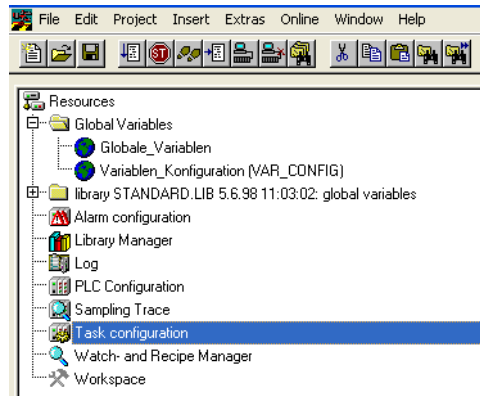 File Edit Project Insert Extras Online Window Help
ST
Resources
Global Variables
Globale_Variablen
Variablen_Konfiguration (VAR_CONFIG)
library STANDARD.LIB 5.6.98 11:03:02: global variables
Alarm configuration
Library Manager
Log
PLC Configuration
Sampling Trace
Task configuration
Watch- and Recipe Manager
Workspace